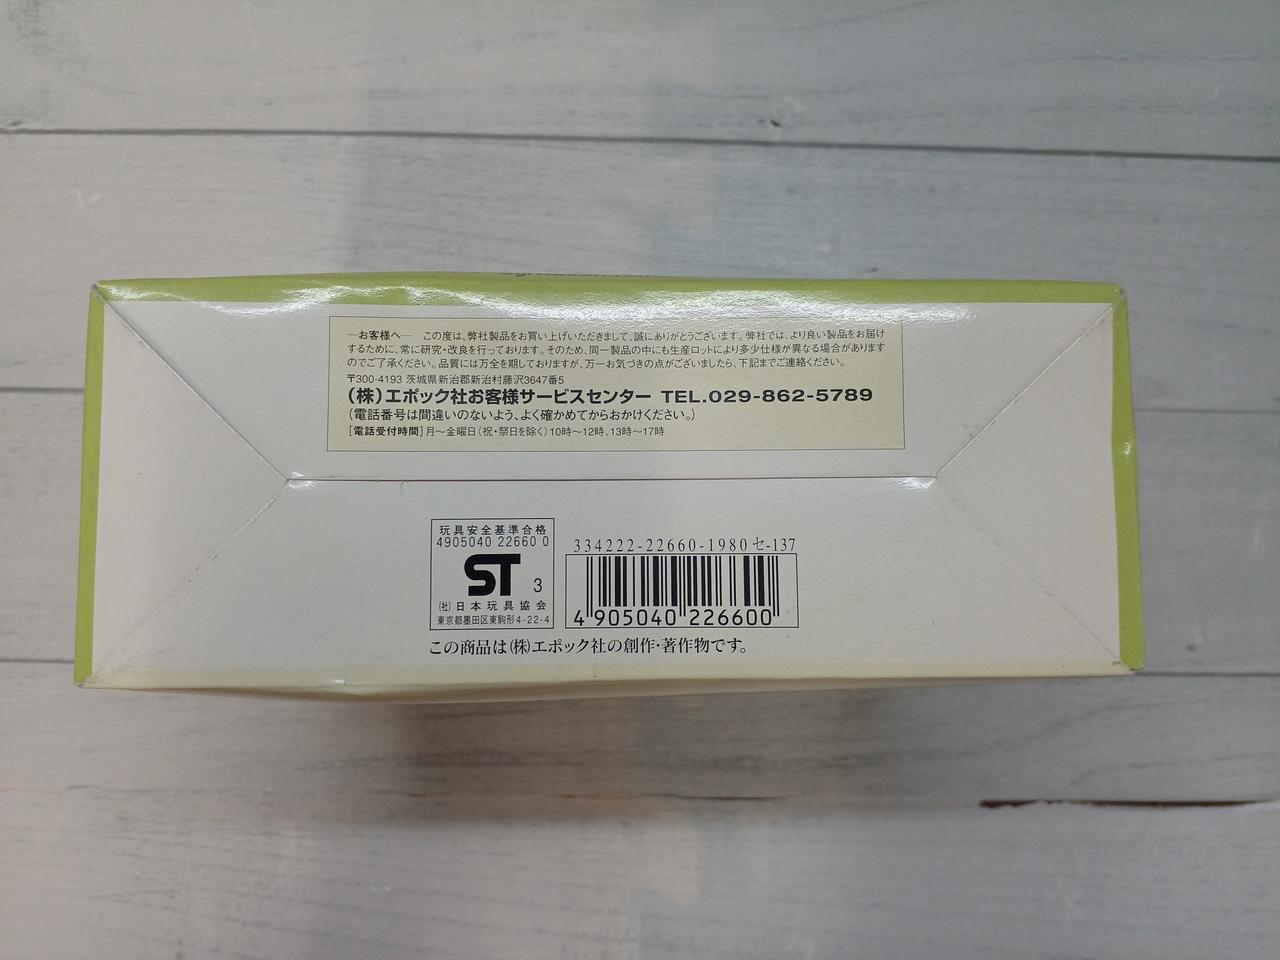 ―お客様へ― この度は、弊社製品をお買い上げいただきまして、誠にありがとうございます。弊社では、より良い製品をお届け
するために、常に研究・改良を行っております。そのため、同一製品の中にも生産ロットにより多少仕様が異なる場合があります
のでご了承ください。品質には万全を期しておりますが、万一お気づきの点がございましたら、下記までご連絡ください。
〒300-4193 茨城県新治郡新治村藤沢3647番5
(株)エポック社お客様サービスセンター TEL.029-862-5789
(電話番号は間違いのないよう、よく確かめてからおかけください。)
[電話受付時間]月～金曜日(祝・祭日を除く)10時～12時、13時～17時
玩具安全基準合格
4905040 22660 0
ST 3
(社)日本玩具協会
東京都墨田区東駒形4-22-4
334222-22660-1980 セ-137
4 905040 226600
この商品は(株)エポック社の創作・著作物です。